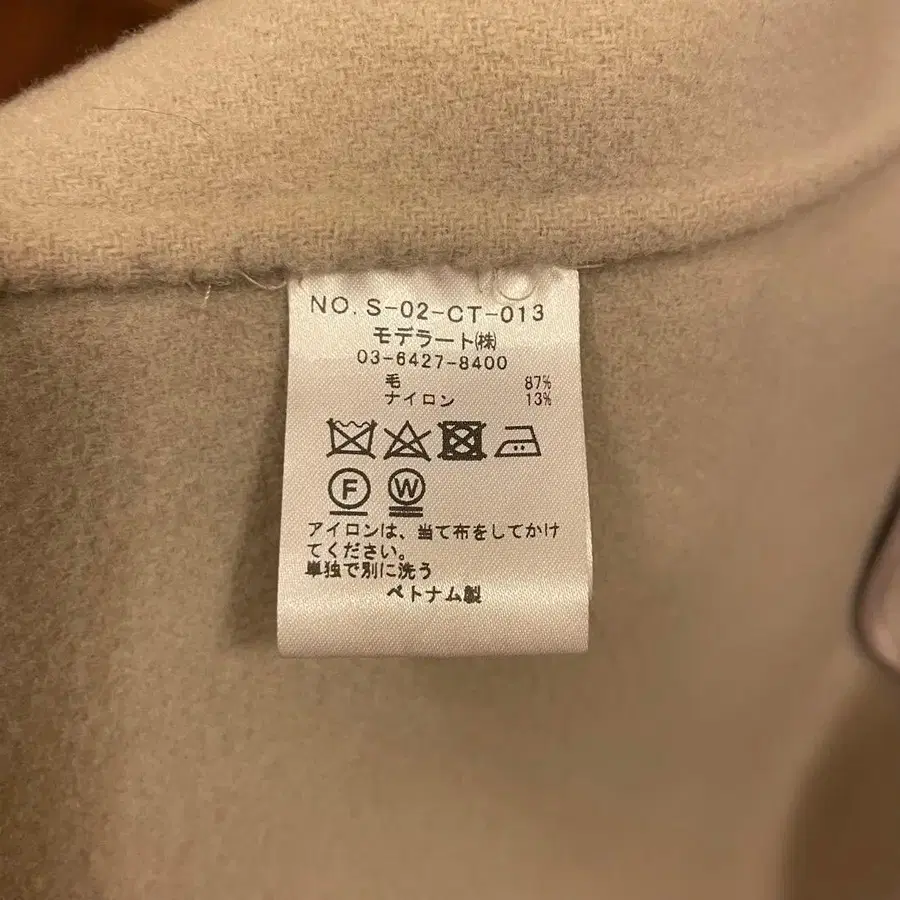 NO. S-02-CT-013
モデラート㈱
03-6427-8400
毛 87%
ナイロン 13%
F W
アイロンは、当て布をしてかけ
てください。
単独で別に洗う
ベトナム製